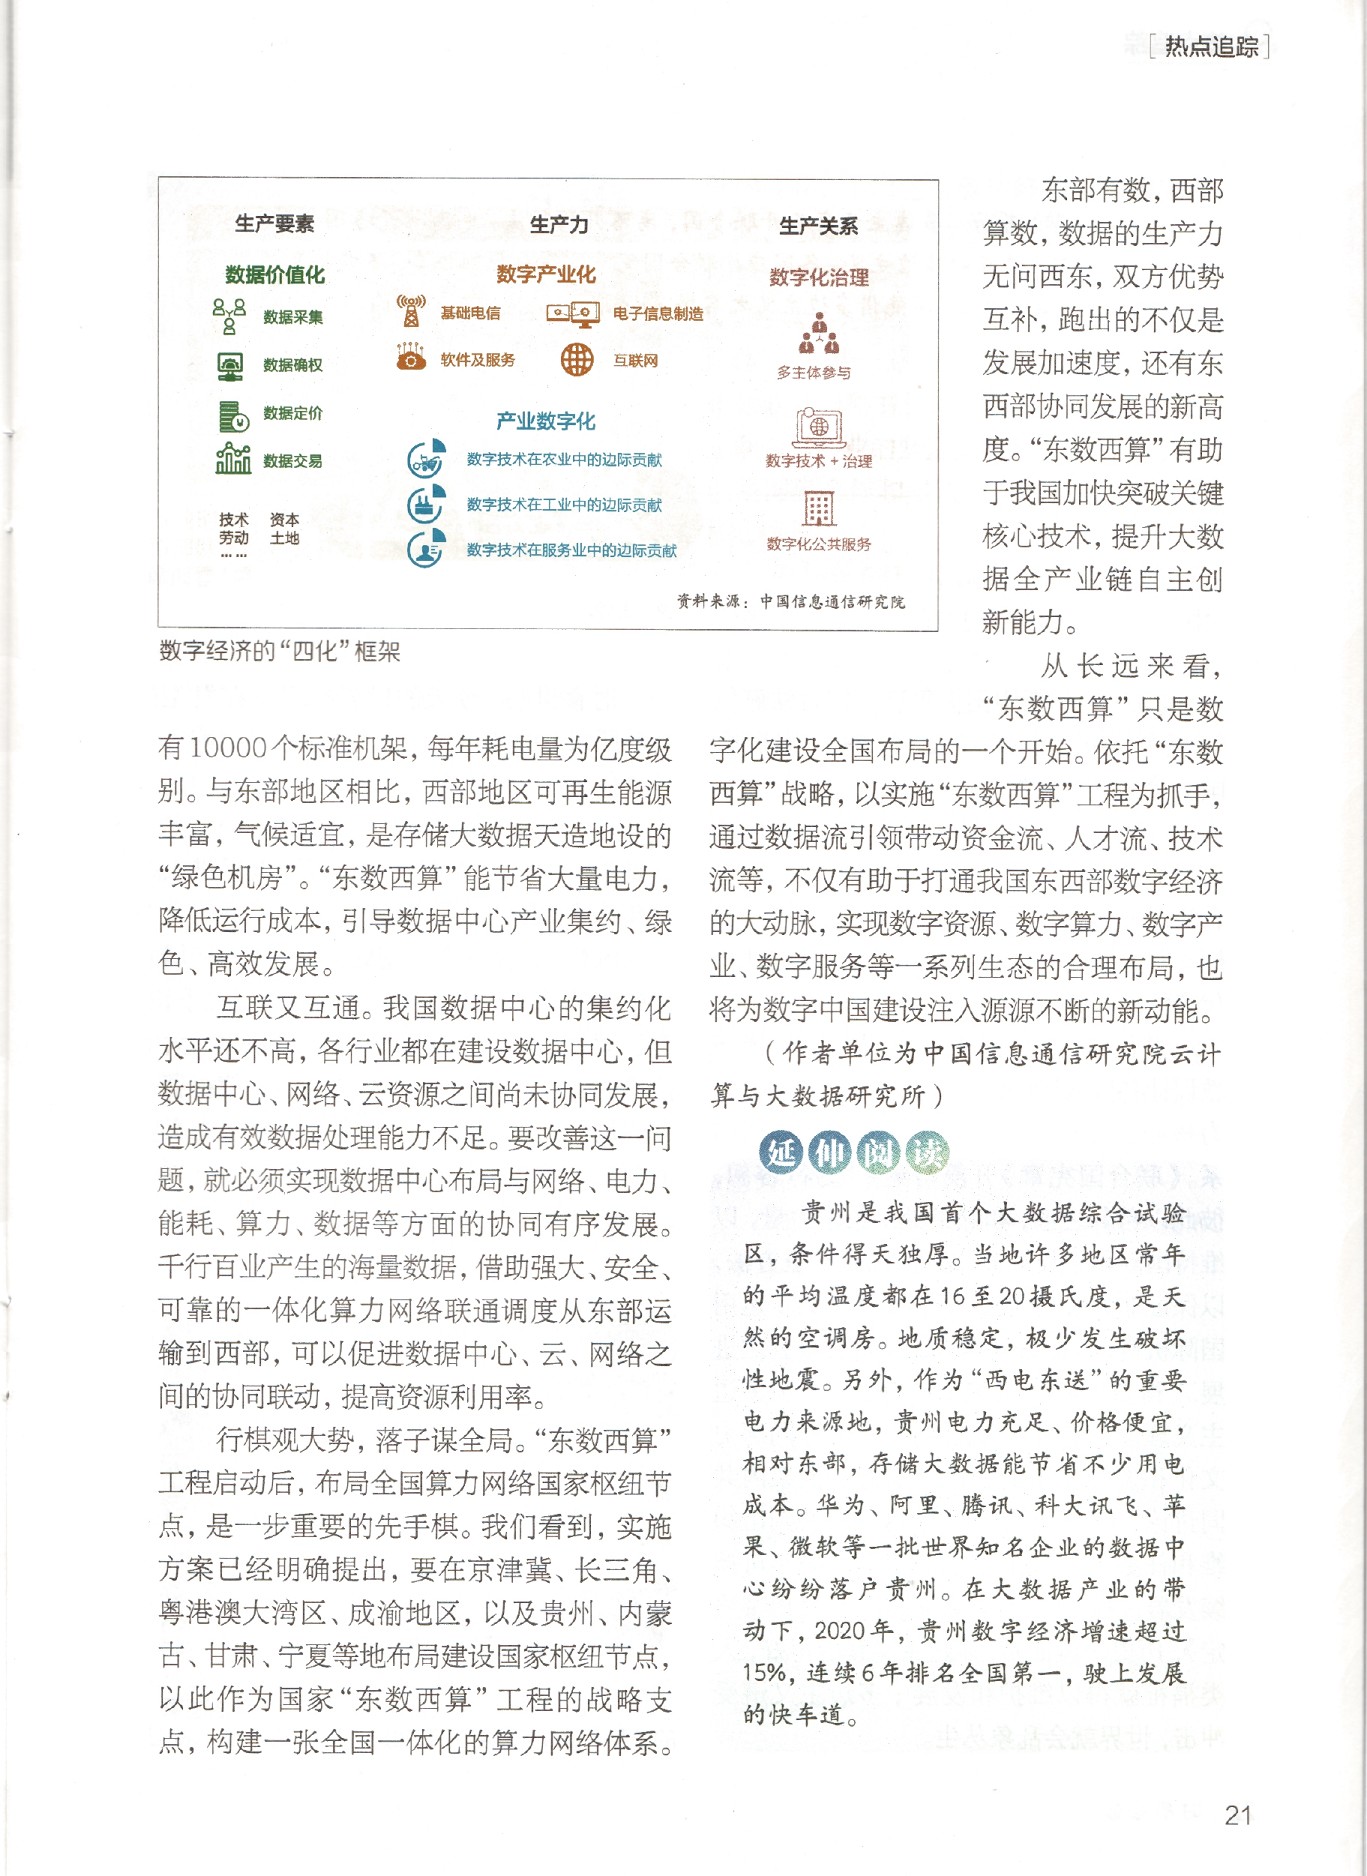 [热点追踪]
生产要素
数据价值化
数据采集
数据确权
数据定价
数据交易
技术 资本
劳动 土地
……
生产力
数字产业化
基础电信 电子信息制造
软件及服务 互联网
产业数字化
数字技术在农业中的边际贡献
数字技术在工业中的边际贡献
数字技术在服务业中的边际贡献
生产关系
数字化治理
多主体参与
数字技术+治理
数字化公共服务
资料来源：中国信息通信研究院
数字经济的“四化”框架
有10000个标准机架，每年耗电量为亿度级
别。与东部地区相比，西部地区可再生能源
丰富，气候适宜，是存储大数据天造地设的
“绿色机房”。“东数西算”能节省大量电力，
降低运行成本，引导数据中心产业集约、绿
色、高效发展。
互联又互通。我国数据中心的集约化
水平还不高，各行业都在建设数据中心，但
数据中心、网络、云资源之间尚未协同发展，
造成有效数据处理能力不足。要改善这一问
题，就必须实现数据中心布局与网络、电力、
能耗、算力、数据等方面的协同有序发展。
千行百业产生的海量数据，借助强大、安全、
可靠的一体化算力网络联通调度从东部运
输到西部，可以促进数据中心、云、网络之
间的协同联动，提高资源利用率。
行棋观大势，落子谋全局。“东数西算”
工程启动后，布局全国算力网络国家枢纽节
点，是一步重要的先手棋。我们看到，实施
方案已经明确提出，要在京津冀、长三角、
粤港澳大湾区、成渝地区，以及贵州、内蒙
古、甘肃、宁夏等地布局建设国家枢纽节点，
以此作为国家“东数西算”工程的战略支
点，构建一张全国一体化的算力网络体系。
东部有数，西部
算数，数据的生产力
无问西东，双方优势
互补，跑出的不仅是
发展加速度，还有东
西部协同发展的新高
度。“东数西算”有助
于我国加快突破关键
核心技术，提升大数
据全产业链自主创
新能力。
从长远来看，
“东数西算”只是数
字化建设全国布局的一个开始。依托“东数
西算”战略，以实施“东数西算”工程为抓手，
通过数据流引领带动资金流、人才流、技术
流等，不仅有助于打通我国东西部数字经济
的大动脉，实现数字资源、数字算力、数字产
业、数字服务等一系列生态的合理布局，也
将为数字中国建设注入源源不断的新动能。
（作者单位为中国信息通信研究院云计
算与大数据研究所）
延伸阅读
贵州是我国首个大数据综合试验
区，条件得天独厚。当地许多地区常年
的平均温度都在16至20摄氏度，是天
然的空调房。地质稳定，极少发生破坏
性地震。另外，作为“西电东送”的重要
电力来源地，贵州电力充足、价格便宜，
相对东部，存储大数据能节省不少用电
成本。华为、阿里、腾讯、科大讯飞、苹
果、微软等一批世界知名企业的数据中
心纷纷落户贵州。在大数据产业的带
动下，2020年，贵州数字经济增速超过
15%，连续6年排名全国第一，驶上发展
的快车道。
21